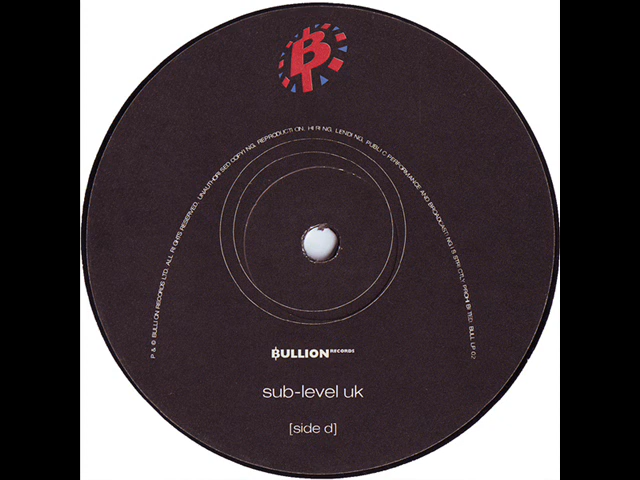 B
P & © BULLION RECORDS LTD. ALL RIGHTS RESERVED, UNAUTHORISED COPYING, REPRODUCTION, HIRING, LENDING, PUBLIC PERFORMANCE AND BROADCASTING IS STRICTLY PROHIBITED. BULL LP 02
BULLION RECORDS
sub-level uk
[side d]